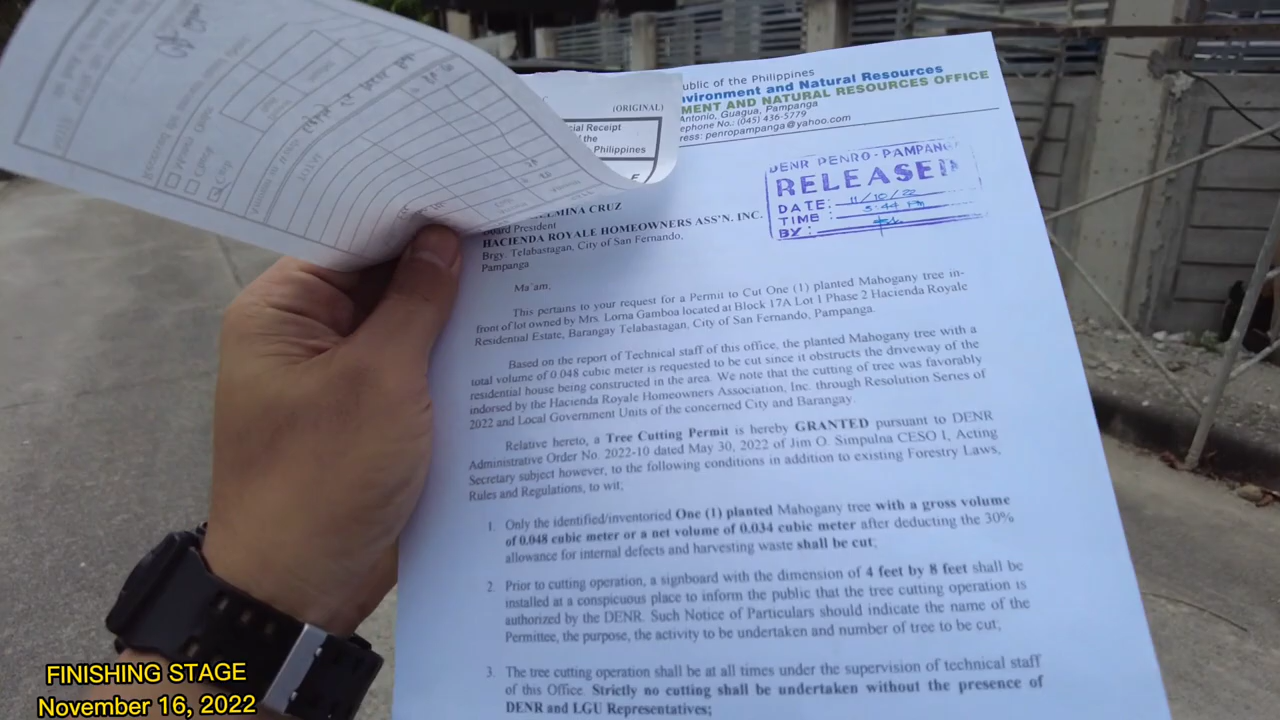 (ORIGINAL)
cial Receipt
f the
Philippines
ublic of the Philippines
vironment and Natural Resources
MENT AND NATURAL RESOURCES OFFICE
Antonio, Guagua, Pampanga
ephone No.: (045) 436-5779
ress: penropampanga@yahoo.com
DENR PENRO-PAMPANG
RELEASED
DATE: 11/10/22
TIME: 5:44 PM
BY:
ELMINA CRUZ
Board President
HACIENDA ROYALE HOMEOWNERS ASS'N. INC.
Brgy. Telabastagan, City of San Fernando,
Pampanga
Ma'am,
This pertains to your request for a Permit to Cut One (1) planted Mahogany tree in-
front of lot owned by Mrs. Lorna Gamboa located at Block 17A Lot 1 Phase 2 Hacienda Royale
Residential Estate, Barangay Telabastagan, City of San Fernando, Pampanga.
Based on the report of Technical staff of this office, the planted Mahogany tree with a
total volume of 0.048 cubic meter is requested to be cut since it obstructs the driveway of the
residential house being constructed in the area. We note that the cutting of tree was favorably
indorsed by the Hacienda Royale Homeowners Association, Inc. through Resolution Series of
2022 and Local Government Units of the concerned City and Barangay.
Relative hereto, a Tree Cutting Permit is hereby GRANTED pursuant to DENR
Administrative Order No. 2022-10 dated May 30, 2022 of Jim O. Simpulna CESO I, Acting
Secretary subject however, to the following conditions in addition to existing Forestry Laws,
Rules and Regulations, to wit;
1. Only the identified/inventoried One (1) planted Mahogany tree with a gross volume
of 0.048 cubic meter or a net volume of 0.034 cubic meter after deducting the 30%
allowance for internal defects and harvesting waste shall be cut;
2. Prior to cutting operation, a signboard with the dimension of 4 feet by 8 feet shall be
installed at a conspicuous place to inform the public that the tree cutting operation is
authorized by the DENR. Such Notice of Particulars should indicate the name of the
Permittee, the purpose, the activity to be undertaken and number of tree to be cut;
3. The tree cutting operation shall be at all times under the supervision of technical staff
of this Office. Strictly no cutting shall be undertaken without the presence of
DENR and LGU Representatives;
FINISHING STAGE
November 16, 2022